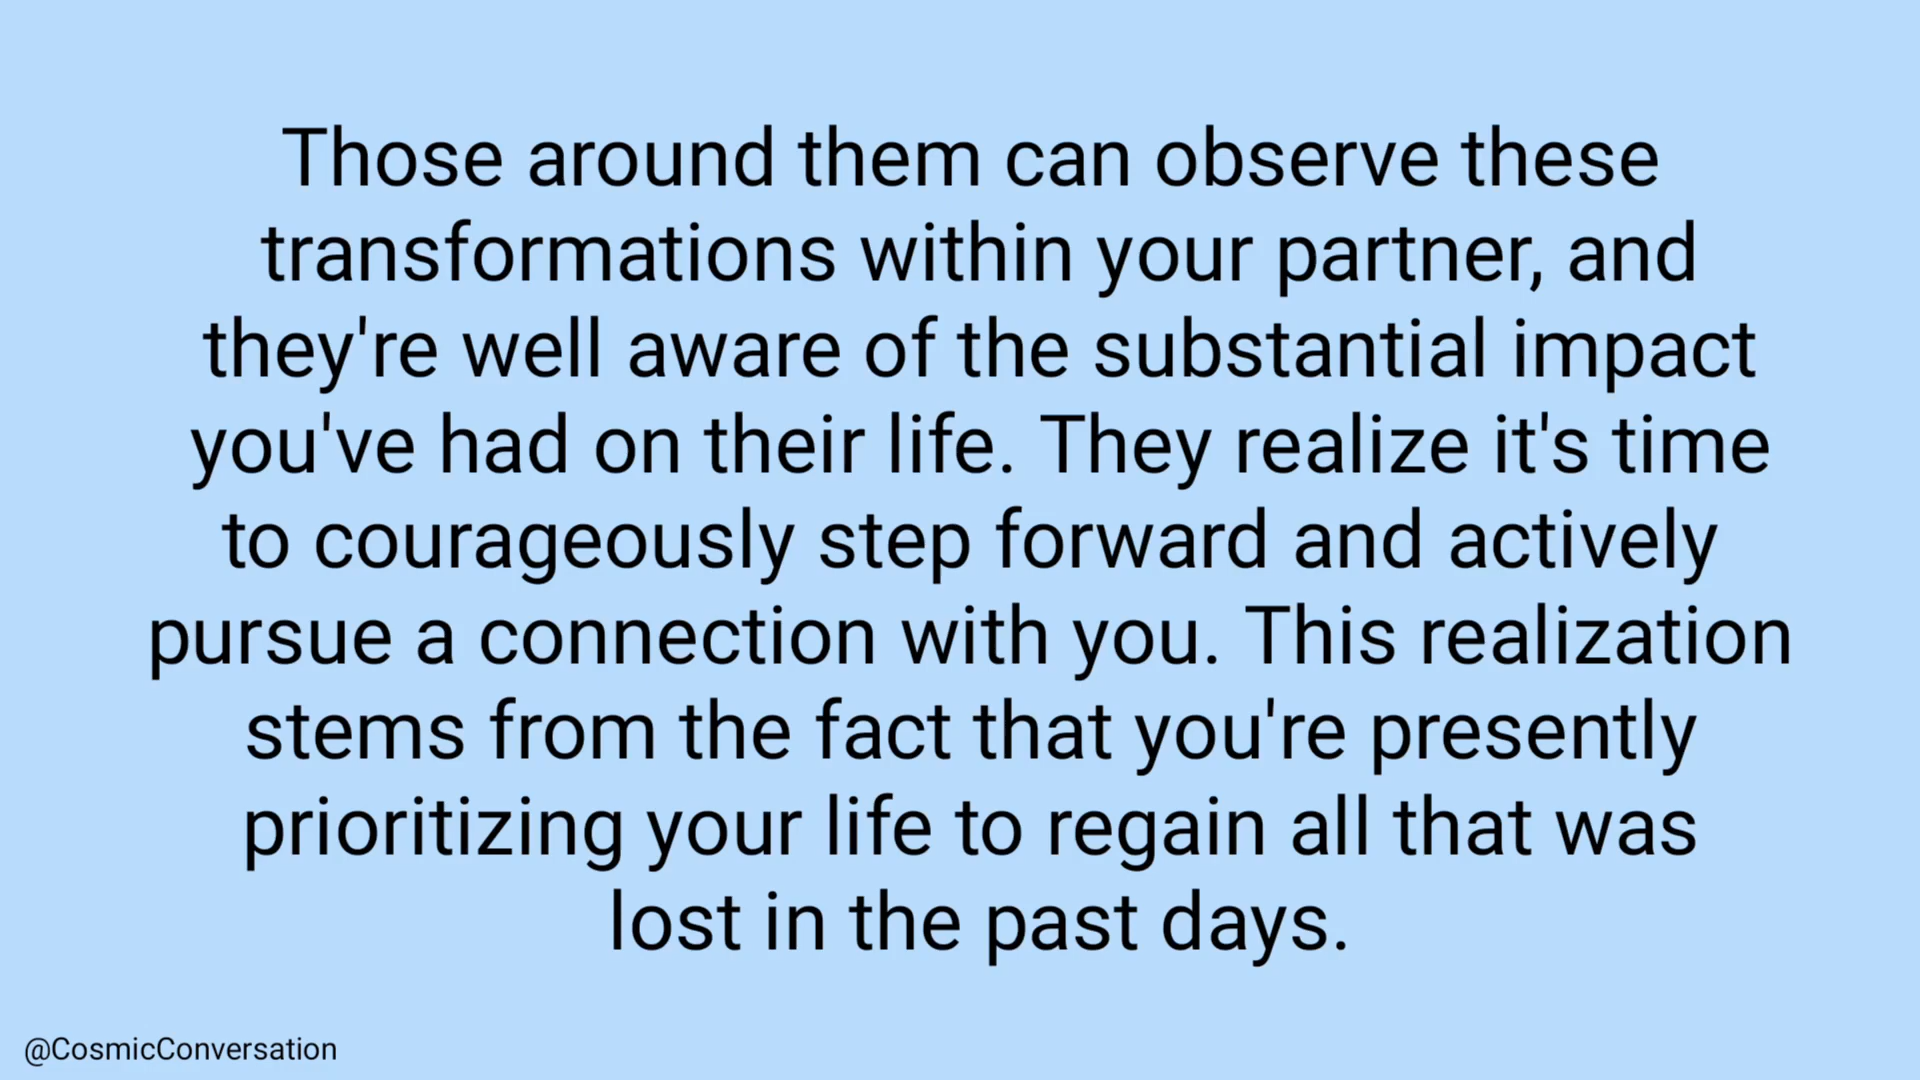 Those around them can observe these
transformations within your partner, and
they're well aware of the substantial impact
you've had on their life. They realize it's time
to courageously step forward and actively
pursue a connection with you. This realization
stems from the fact that you're presently
prioritizing your life to regain all that was
lost in the past days.
@CosmicConversation